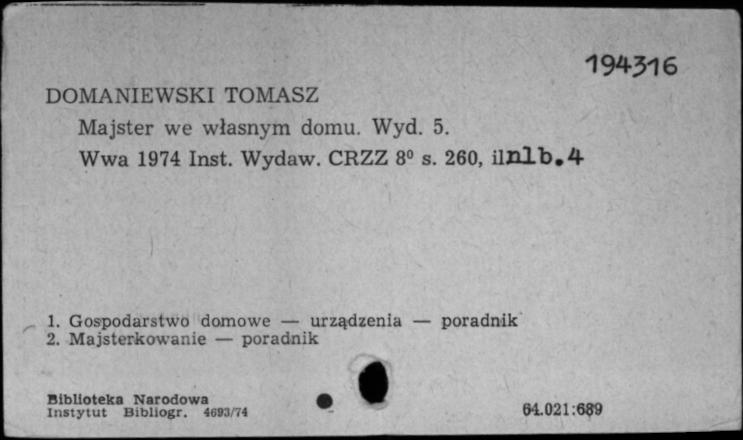 194316
DOMANIEWSKI TOMASZ
Majster we własnym domu. Wyd. 5.
Wwa 1974 Inst. Wydaw. CRZZ 8⁰ s. 260, ilnlb.4
1. Gospodarstwo domowe — urządzenia — poradnik
2. Majsterkowanie — poradnik
Biblioteka Narodowa
Instytut Bibliogr. 4693/74
64.021:689